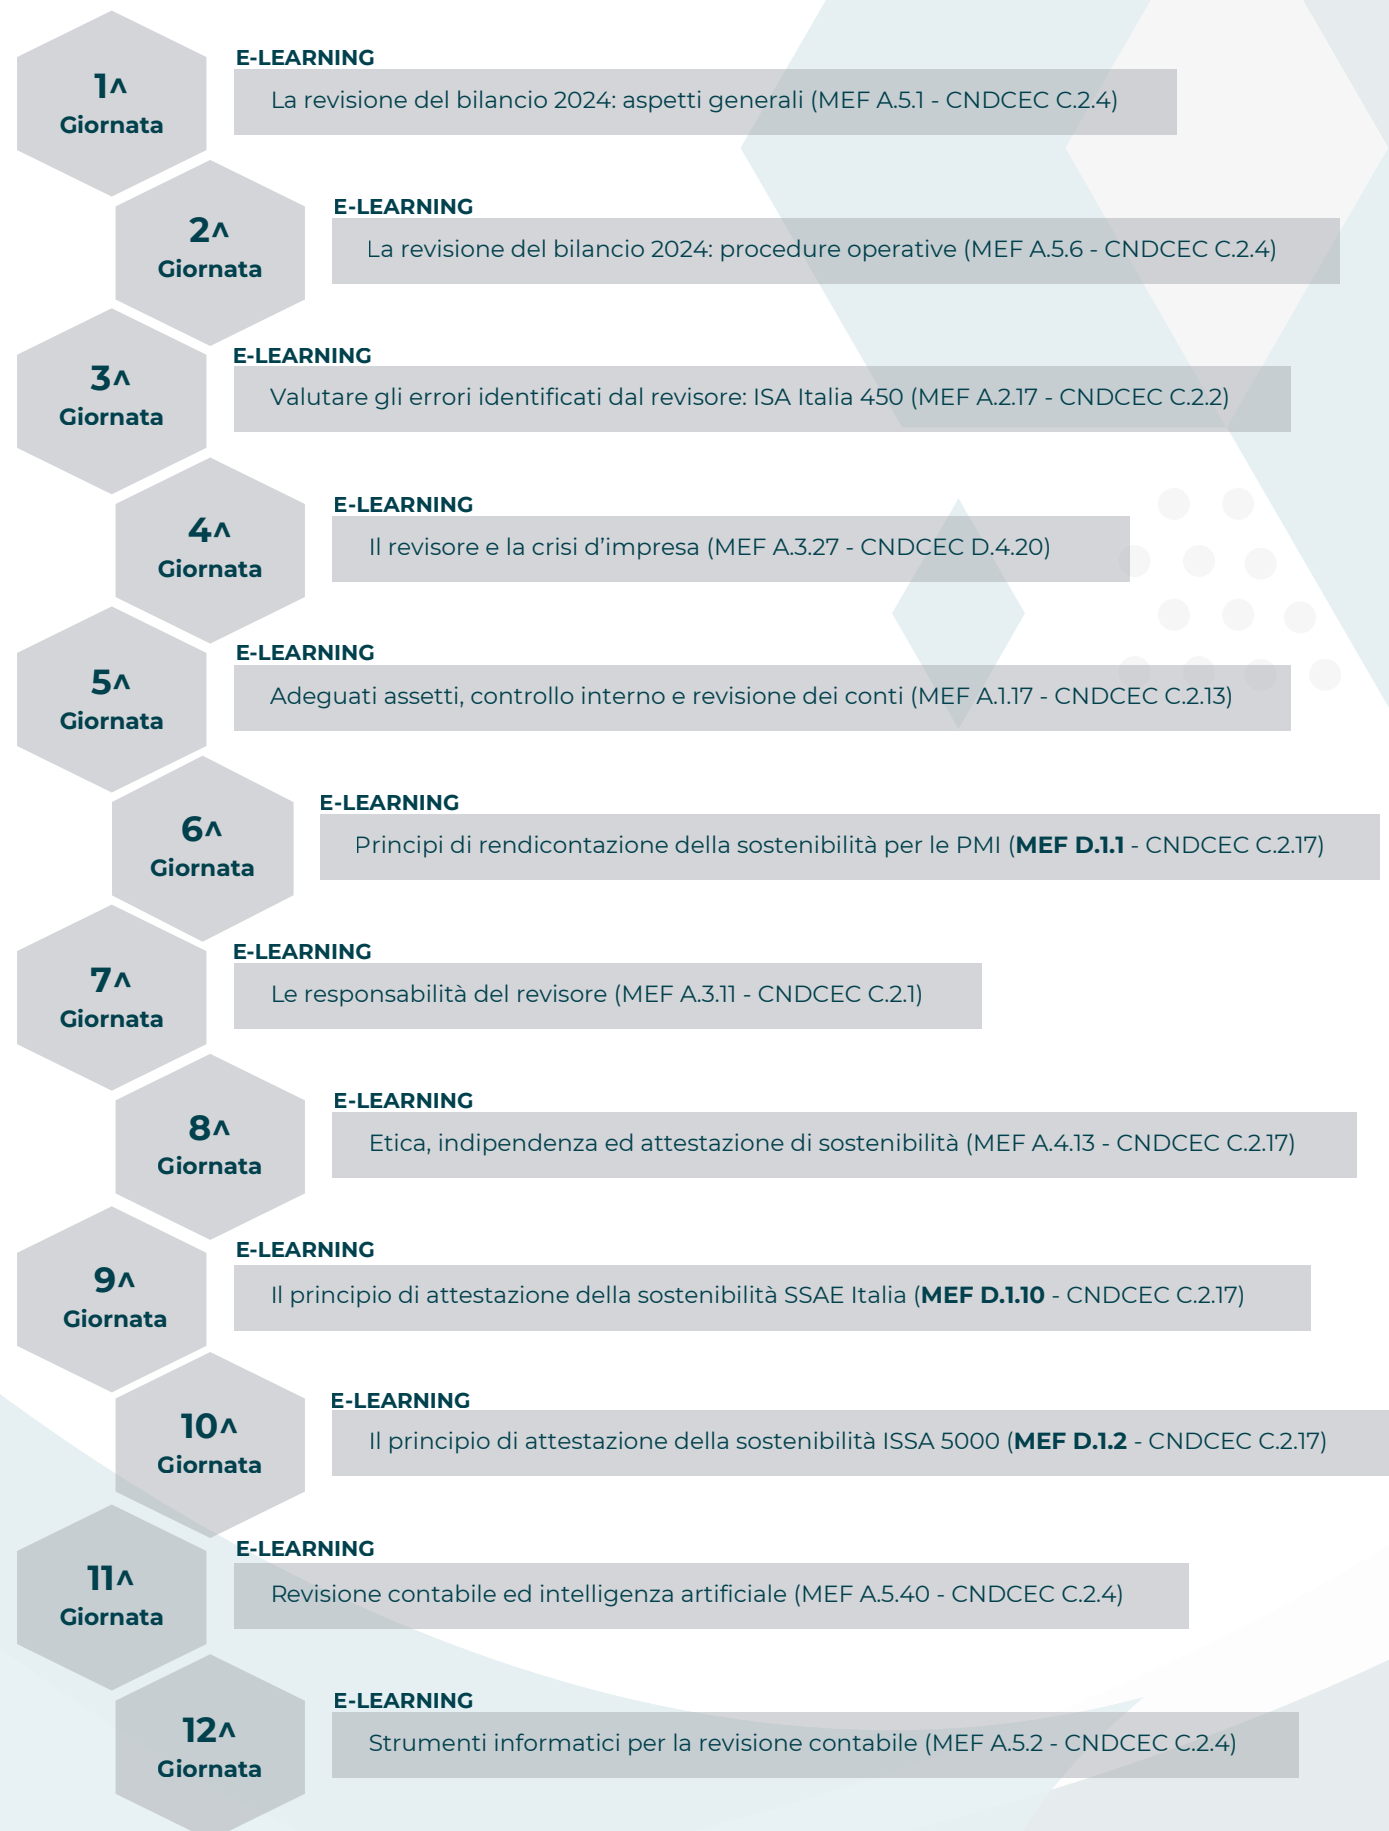 1^
Giornata
E-LEARNING
La revisione del bilancio 2024: aspetti generali (MEF A.5.1 - CNDCEC C.2.4)
2^
Giornata
E-LEARNING
La revisione del bilancio 2024: procedure operative (MEF A.5.6 - CNDCEC C.2.4)
3^
Giornata
E-LEARNING
Valutare gli errori identificati dal revisore: ISA Italia 450 (MEF A.2.17 - CNDCEC C.2.2)
4^
Giornata
E-LEARNING
Il revisore e la crisi d’impresa (MEF A.3.27 - CNDCEC D.4.20)
5^
Giornata
E-LEARNING
Adeguati assetti, controllo interno e revisione dei conti (MEF A.1.17 - CNDCEC C.2.13)
6^
Giornata
E-LEARNING
Principi di rendicontazione della sostenibilità per le PMI (MEF D.1.1 - CNDCEC C.2.17)
7^
Giornata
E-LEARNING
Le responsabilità del revisore (MEF A.3.11 - CNDCEC C.2.1)
8^
Giornata
E-LEARNING
Etica, indipendenza ed attestazione di sostenibilità (MEF A.4.13 - CNDCEC C.2.17)
9^
Giornata
E-LEARNING
Il principio di attestazione della sostenibilità SSAE Italia (MEF D.1.10 - CNDCEC C.2.17)
10^
Giornata
E-LEARNING
Il principio di attestazione della sostenibilità ISSA 5000 (MEF D.1.2 - CNDCEC C.2.17)
11^
Giornata
E-LEARNING
Revisione contabile ed intelligenza artificiale (MEF A.5.40 - CNDCEC C.2.4)
12^
Giornata
E-LEARNING
Strumenti informatici per la revisione contabile (MEF A.5.2 - CNDCEC C.2.4)